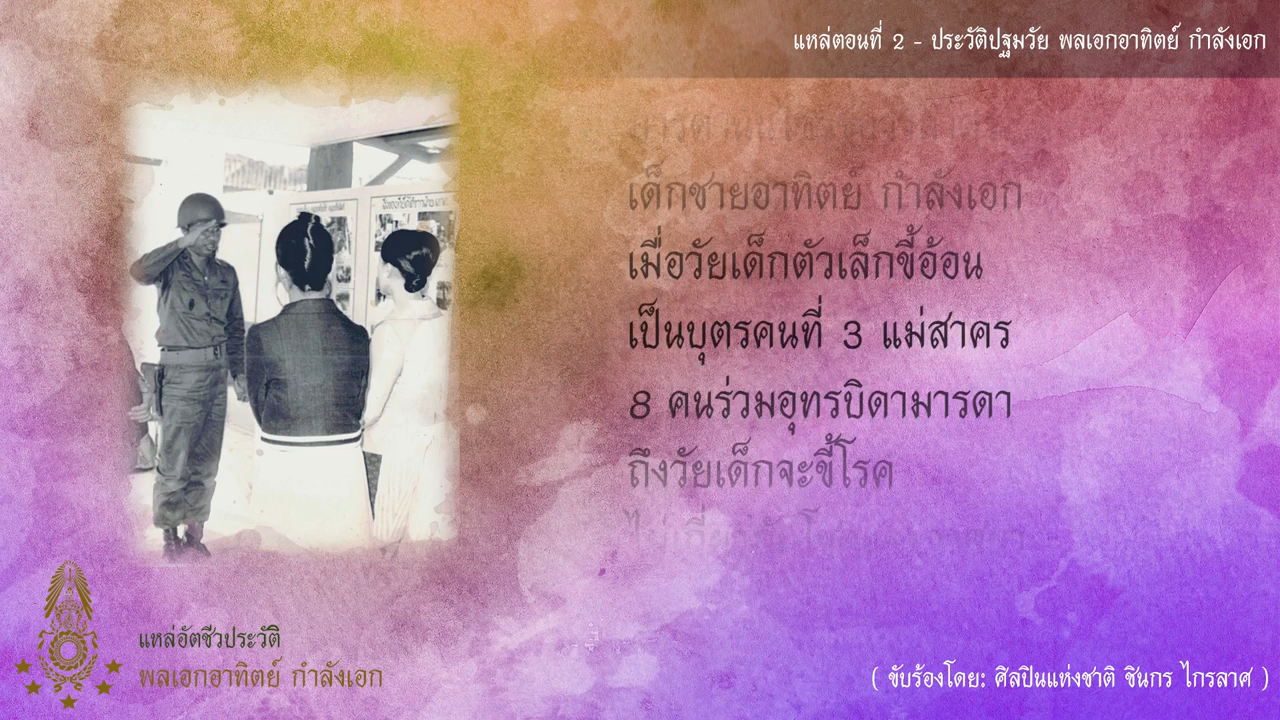 แหล่ตอนที่ 2 - ประวัติปฐมวัย พลเอกอาทิตย์ กำลังเอก
เด็กชายอาทิตย์ กำลังเอก
เมื่อวัยเด็กตัวเล็กขี้อ้อน
เป็นบุตรคนที่ 3 แม่สาคร
8 คนร่วมอุทรบิดามารดา
ถึงวัยเด็กจะขี้โรค
แหล่อัตชีวประวัติ
พลเอกอาทิตย์ กำลังเอก
( ขับร้องโดย: ศิลปินแห่งชาติ ชินกร ไกรลาศ )